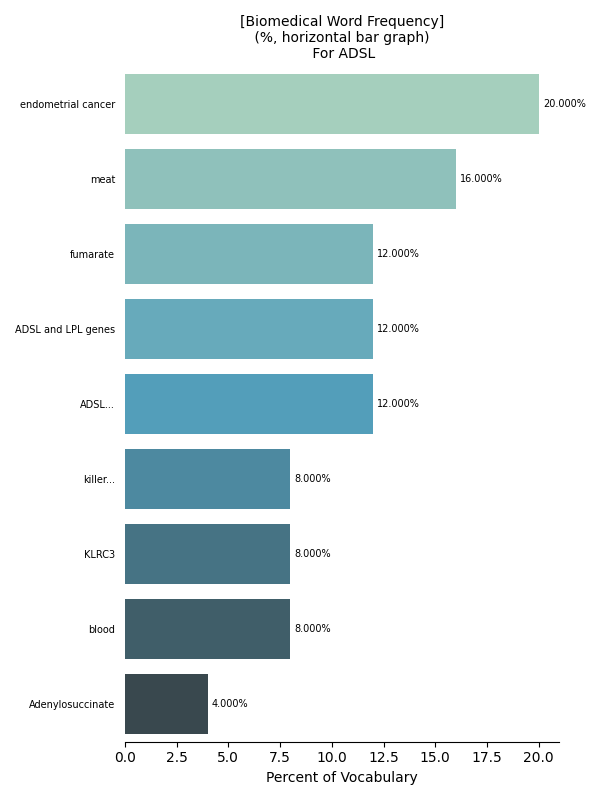 [Biomedical Word Frequency]
(%, horizontal bar graph)
For ADSL
endometrial cancer
20.000%
meat
16.000%
fumarate
12.000%
ADSL and LPL genes
12.000%
ADSL...
12.000%
killer...
8.000%
KLRC3
8.000%
blood
8.000%
Adenylosuccinate
4.000%
0.0 2.5 5.0 7.5 10.0 12.5 15.0 17.5 20.0
Percent of Vocabulary